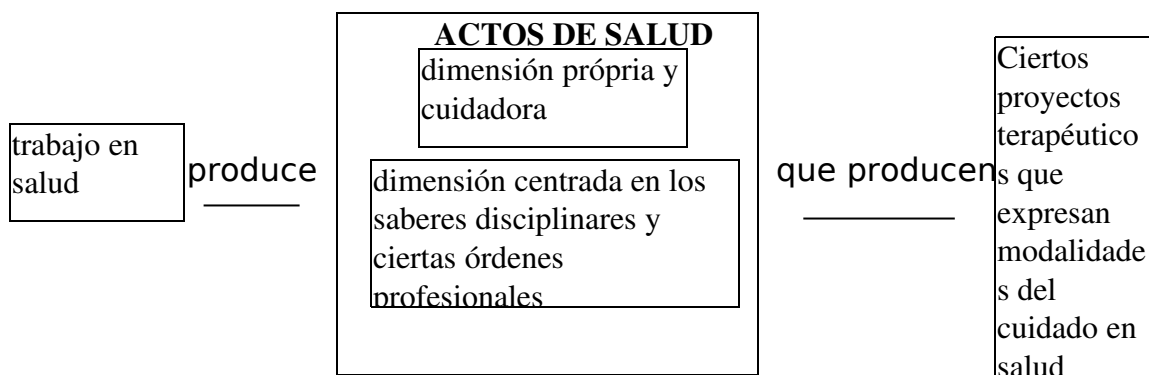 trabajo en
salud
produce
ACTOS DE SALUD
dimensión própria y
cuidadora
dimensión centrada en los
saberes disciplinares y
ciertas órdenes
profesionales
que producen
Ciertos
proyectos
terapéutico
s que
expresan
modalidade
s del
cuidado en
salud